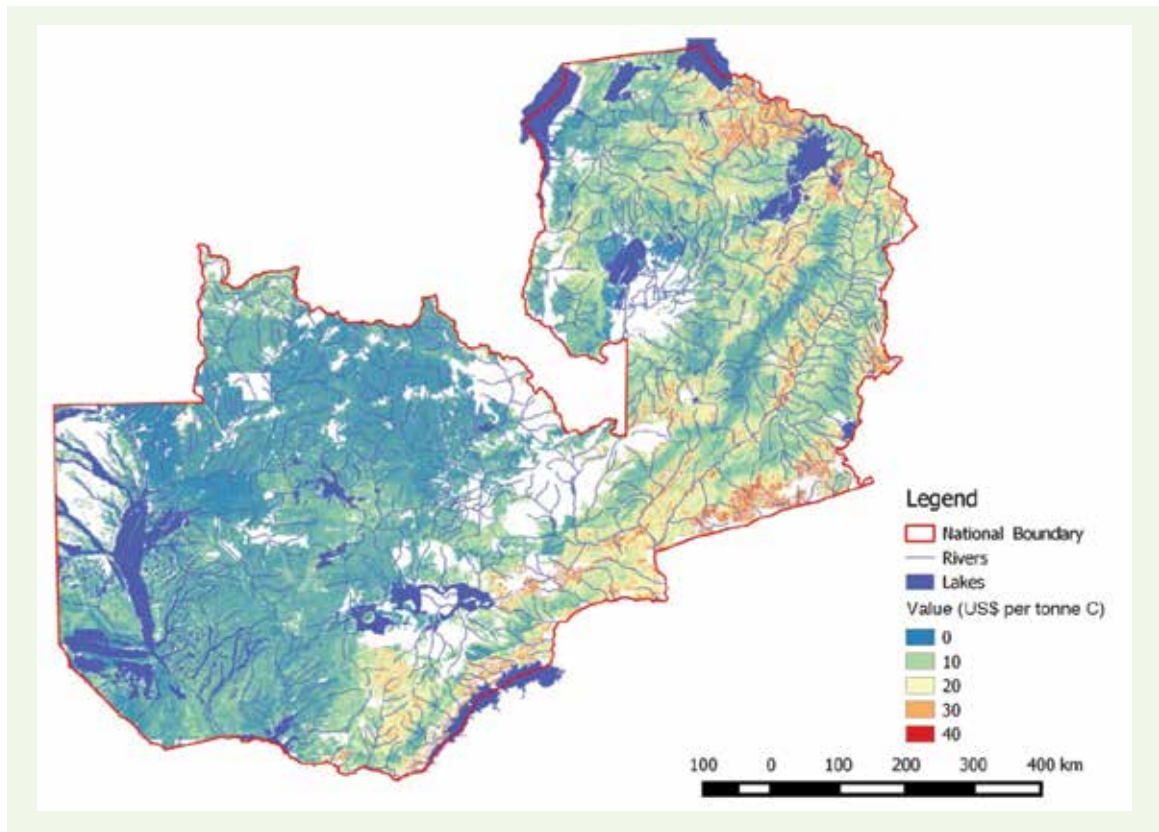 Legend
National Boundary
Rivers
Lakes
Value (US$ per tonne C)
0
10
20
30
40
100 0 100 200 300 400 km